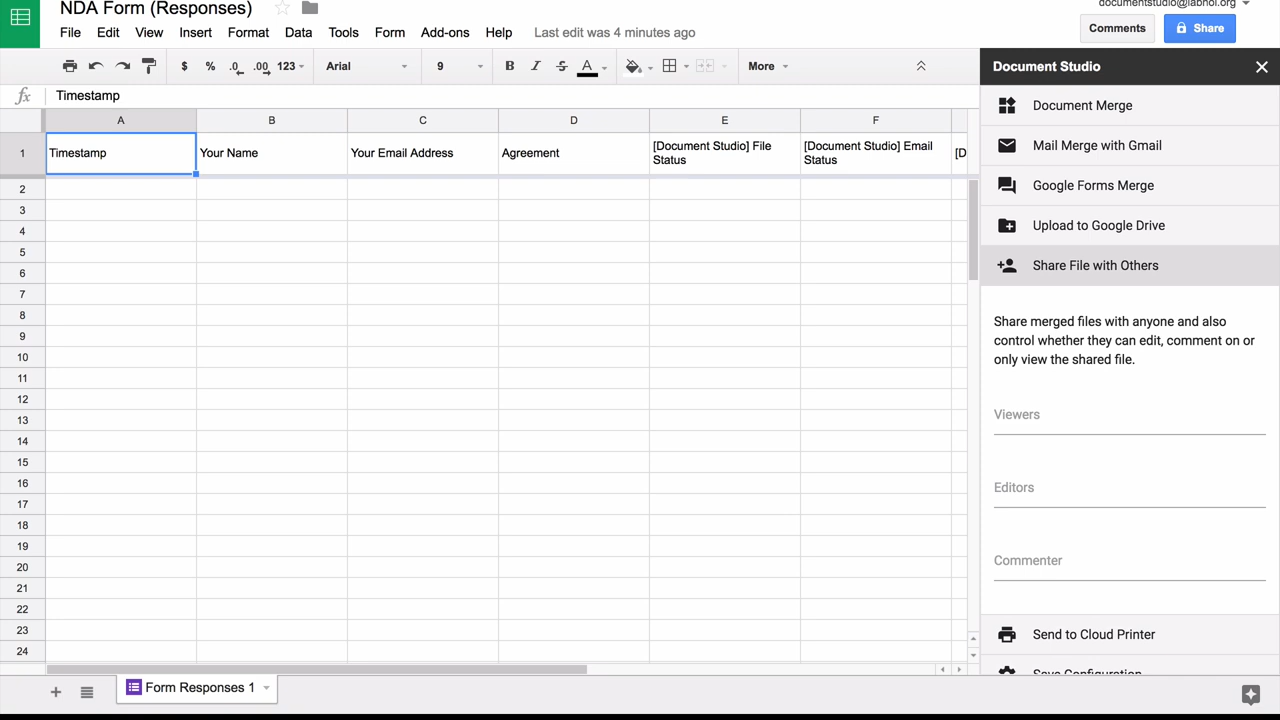 NDA Form (Responses)
documentstudio@labnol.org
File Edit View Insert Format Data Tools Form Add-ons Help Last edit was 4 minutes ago
Comments
Share
$ % .0 .00 123 Arial 9 B I S A More
Document Studio
fx Timestamp
A B C D E F
1 Timestamp Your Name Your Email Address Agreement [Document Studio] File Status [Document Studio] Email Status [D
2
3
4
5
6
7
8
9
10
11
12
13
14
15
16
17
18
19
20
21
22
23
24
Document Merge
Mail Merge with Gmail
Google Forms Merge
Upload to Google Drive
Share File with Others
Share merged files with anyone and also
control whether they can edit, comment on or
only view the shared file.
Viewers
Editors
Commenter
Send to Cloud Printer
Save Configuration
Form Responses 1